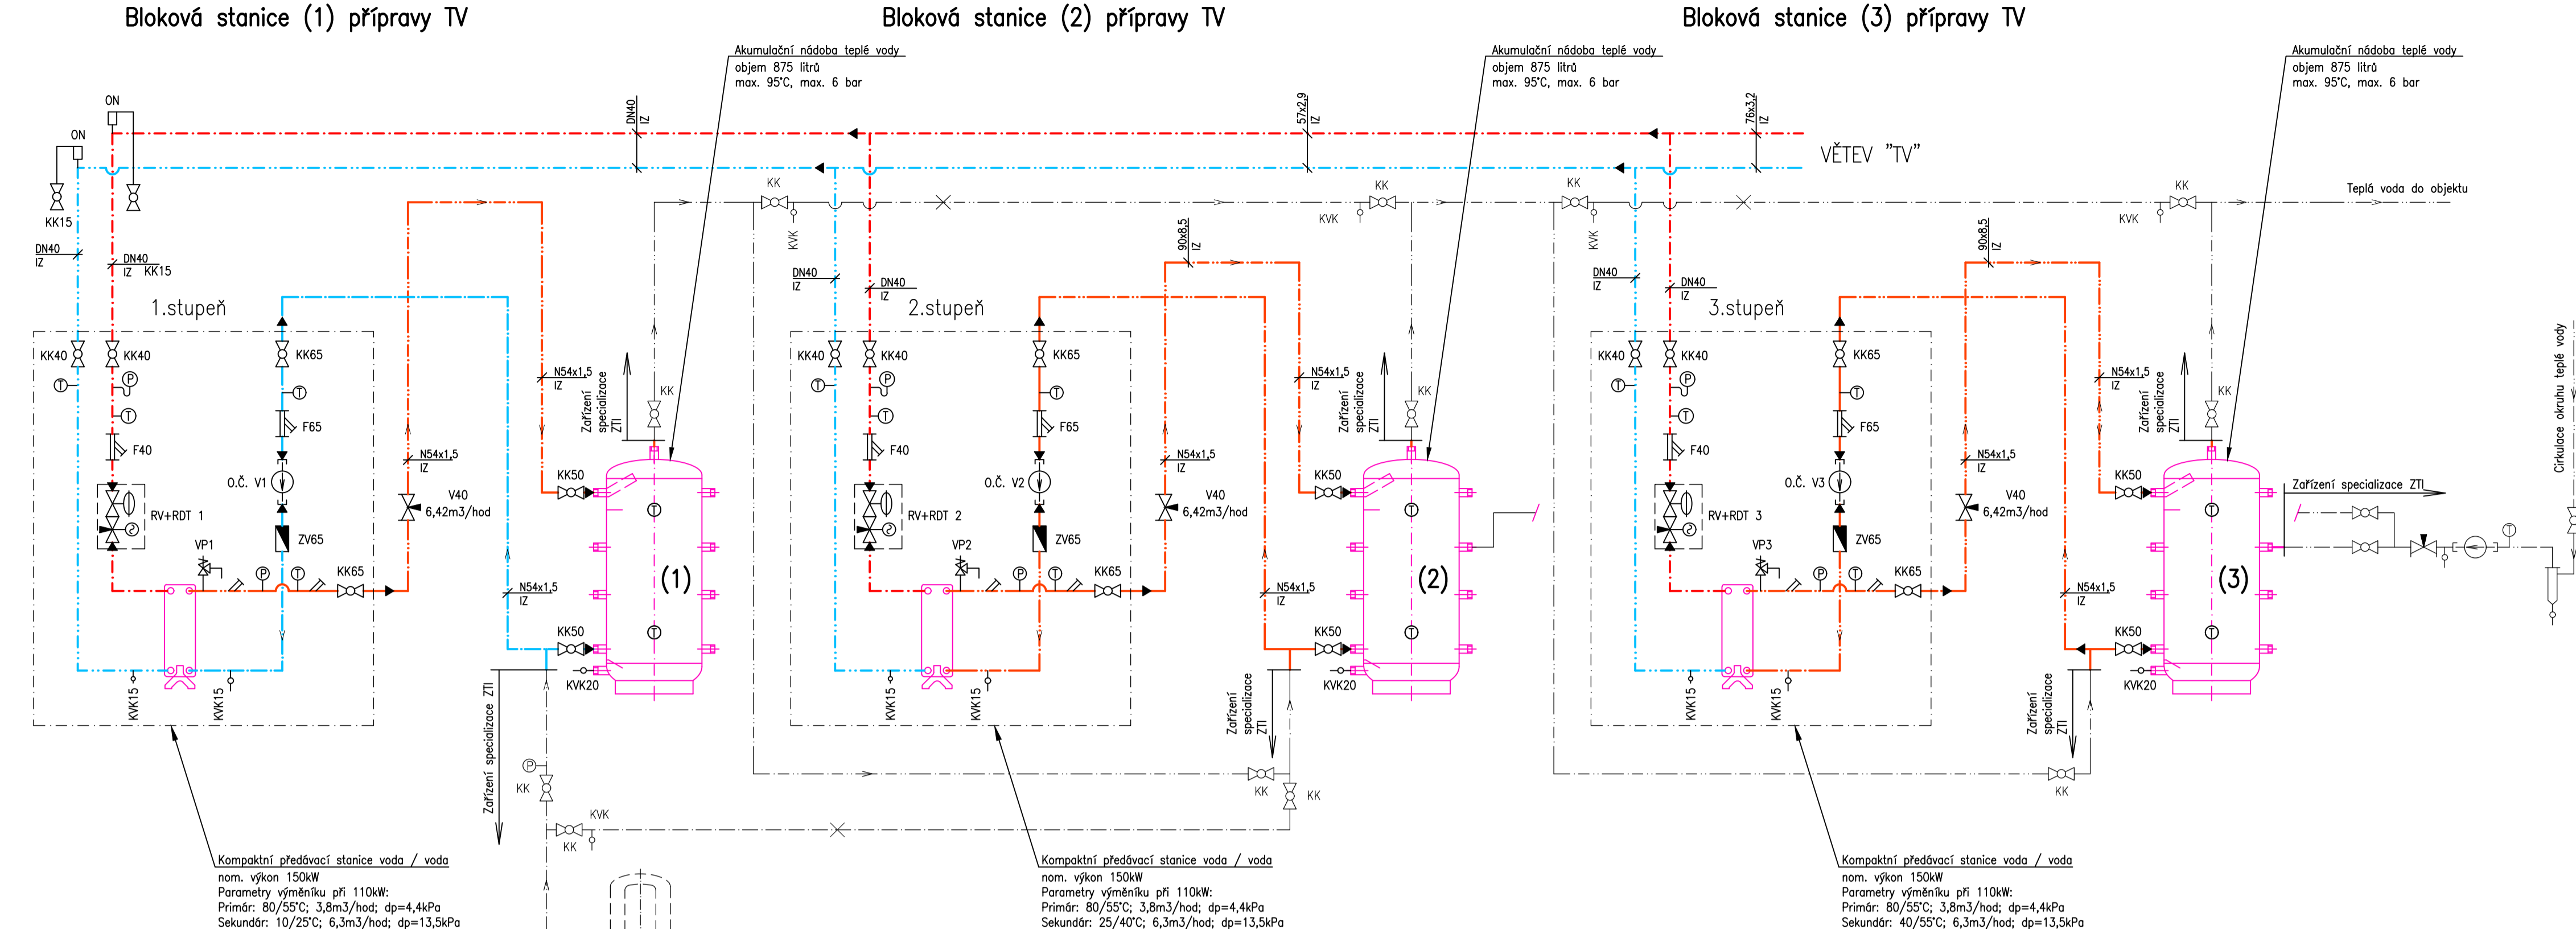 Bloková stanice (1) přípravy TV
Bloková stanice (2) přípravy TV
Bloková stanice (3) přípravy TV
Akumulační nádoba teplé vody
objem 875 litrů
max. 95°C, max. 6 bar
Akumulační nádoba teplé vody
objem 875 litrů
max. 95°C, max. 6 bar
Akumulační nádoba teplé vody
objem 875 litrů
max. 95°C, max. 6 bar
ON
ON
DN40
IZ
57x2,9
IZ
76x3,2
IZ
VĚTEV "TV"
KK15
KK15
DN40
IZ
DN40
IZ
KK
KVK
KK
KVK
KK
KVK
KK
KVK
Teplá voda do objektu
1.stupeň
KK40
KK40
KK65
T
P
T
T
F40
F65
RV+RDT 1
O.Č. V1
ZV65
VP1
P
T
KK65
V40
6,42m3/hod
N54x1,5
IZ
N54x1,5
IZ
N54x1,5
IZ
KK50
KK50
KVK20
KVK15
KVK15
Zařízení
specializace
ZTI
KK
T
(1)
T
Zařízení specializace ZTI
P
KK
KVK
KK
DN40
IZ
DN40
IZ
90x8,5
IZ
2.stupeň
KK40
KK40
KK65
T
P
T
T
F40
F65
RV+RDT 2
O.Č. V2
ZV65
VP2
P
T
KK65
V40
6,42m3/hod
N54x1,5
IZ
N54x1,5
IZ
N54x1,5
IZ
KK50
KK50
KVK20
KVK15
KVK15
Zařízení
specializace
ZTI
KK
T
(2)
T
Zařízení
specializace
ZTI
KK
KK
DN40
IZ
DN40
IZ
90x8,5
IZ
3.stupeň
KK40
KK40
KK65
T
P
T
T
F40
F65
RV+RDT 3
O.Č. V3
ZV65
VP3
P
T
KK65
V40
6,42m3/hod
N54x1,5
IZ
N54x1,5
IZ
N54x1,5
IZ
KK50
KK50
KVK20
KVK15
KVK15
Zařízení
specializace
ZTI
KK
T
(3)
T
Zařízení
specializace
ZTI
KK
Zařízení specializace ZTI
T
Cirkulace okruhu teplé vody
Kompaktní předávací stanice voda / voda
nom. výkon 150kW
Parametry výměníku při 110kW:
Primár: 80/55°C; 3,8m3/hod; dp=4,4kPa
Sekundár: 10/25°C; 6,3m3/hod; dp=13,5kPa
Kompaktní předávací stanice voda / voda
nom. výkon 150kW
Parametry výměníku při 110kW:
Primár: 80/55°C; 3,8m3/hod; dp=4,4kPa
Sekundár: 25/40°C; 6,3m3/hod; dp=13,5kPa
Kompaktní předávací stanice voda / voda
nom. výkon 150kW
Parametry výměníku při 110kW:
Primár: 80/55°C; 3,8m3/hod; dp=4,4kPa
Sekundár: 40/55°C; 6,3m3/hod; dp=13,5kPa